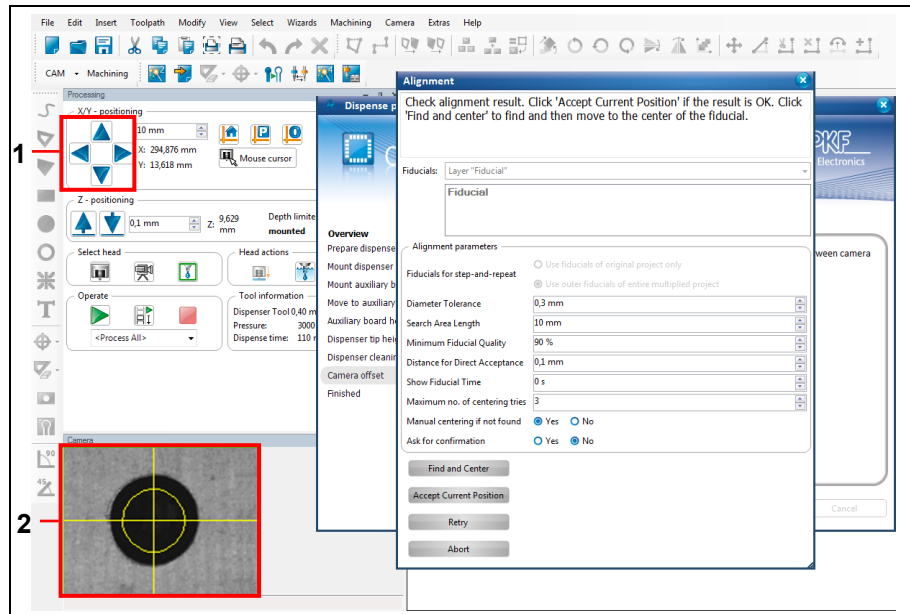 File Edit Insert Toolpath Modify View Select Wizards Machining Camera Extras Help
CAM Machining
Processing
X/Y - positioning
10 mm
X: 294,876 mm
Y: 13,618 mm
Mouse cursor
1
Z - positioning
0,1 mm
Z: 9,629 mm
Depth limite
mounted
Select head
Head actions
Operate
<Process All>
Tool information
Dispenser Tool 0,40 m
Pressure: 3000
Dispense time: 110 r
Camera
2
90
45
T
Dispense p
Overview
Prepare dispense
Mount dispenser
Mount auxiliary b
Move to auxiliary
Auxiliary board he
Dispenser tip heig
Dispenser cleanin
Camera offset
Finished
Alignment
Check alignment result. Click 'Accept Current Position' if the result is OK. Click
'Find and center' to find and then move to the center of the fiducial.
Fiducials: Layer "Fiducial"
Fiducial
Alignment parameters
Fiducials for step-and-repeat
Use fiducials of original project only
Use outer fiducials of entire multiplied project
Diameter Tolerance 0,3 mm
Search Area Length 10 mm
Minimum Fiducial Quality 90 %
Distance for Direct Acceptance 0,1 mm
Show Fiducial Time 0 s
Maximum no. of centering tries 3
Manual centering if not found Yes No
Ask for confirmation Yes No
Find and Center
Accept Current Position
Retry
Abort
Electronics
ween camera
Cancel